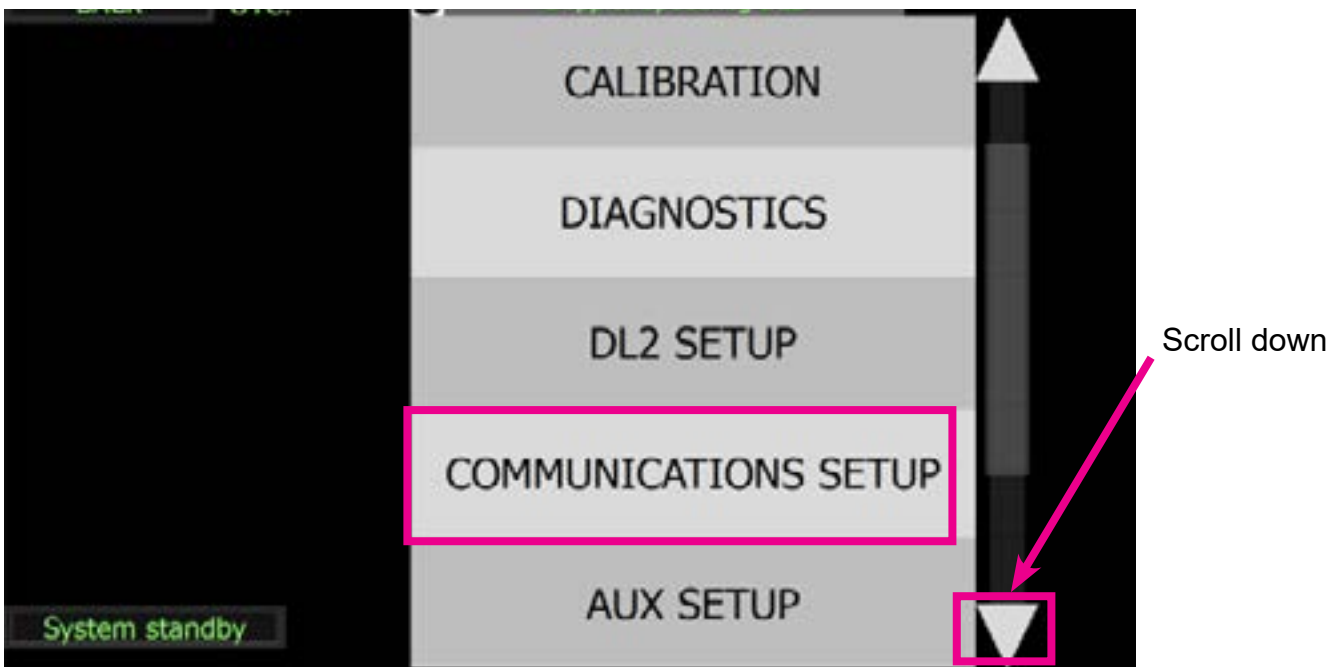 CALIBRATION
DIAGNOSTICS
DL2 SETUP
Scroll down
COMMUNICATIONS SETUP
AUX SETUP
System standby